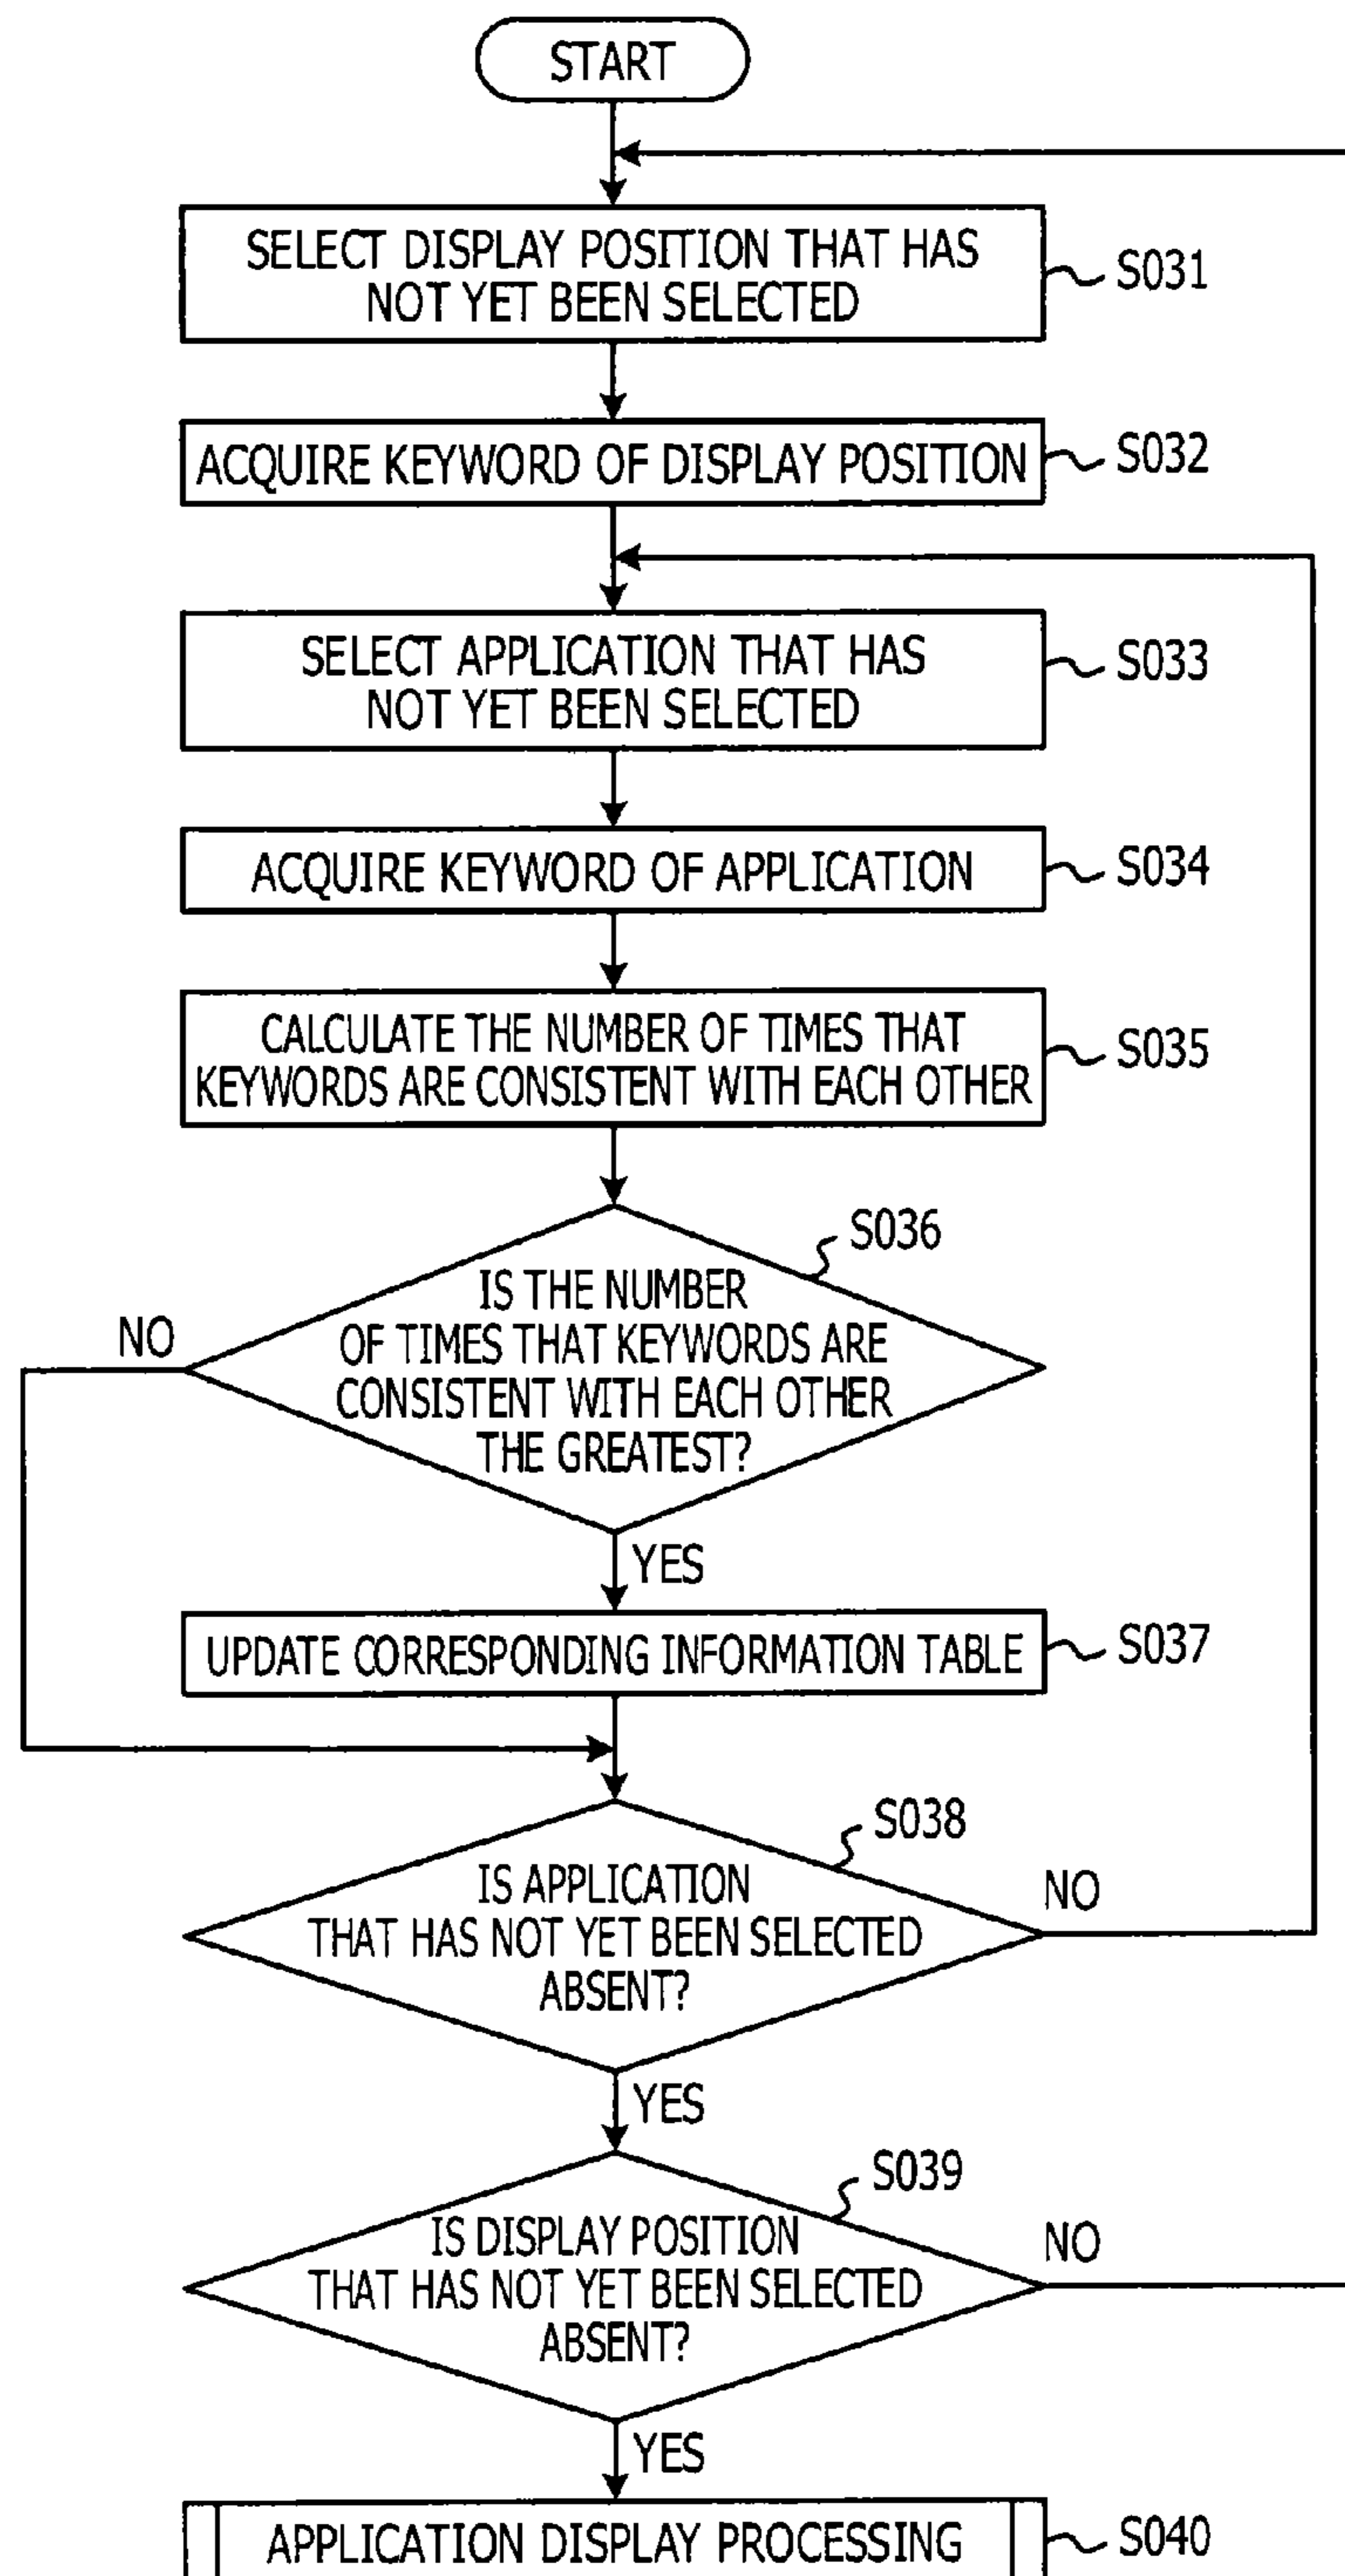 START
SELECT DISPLAY POSITION THAT HAS
NOT YET BEEN SELECTED
S031
ACQUIRE KEYWORD OF DISPLAY POSITION
S032
SELECT APPLICATION THAT HAS
NOT YET BEEN SELECTED
S033
ACQUIRE KEYWORD OF APPLICATION
S034
CALCULATE THE NUMBER OF TIMES THAT
KEYWORDS ARE CONSISTENT WITH EACH OTHER
S035
S036
IS THE NUMBER
OF TIMES THAT KEYWORDS ARE
CONSISTENT WITH EACH OTHER
THE GREATEST?
NO
YES
UPDATE CORRESPONDING INFORMATION TABLE
S037
S038
IS APPLICATION
THAT HAS NOT YET BEEN SELECTED
ABSENT?
NO
YES
S039
IS DISPLAY POSITION
THAT HAS NOT YET BEEN SELECTED
ABSENT?
NO
YES
APPLICATION DISPLAY PROCESSING
S040